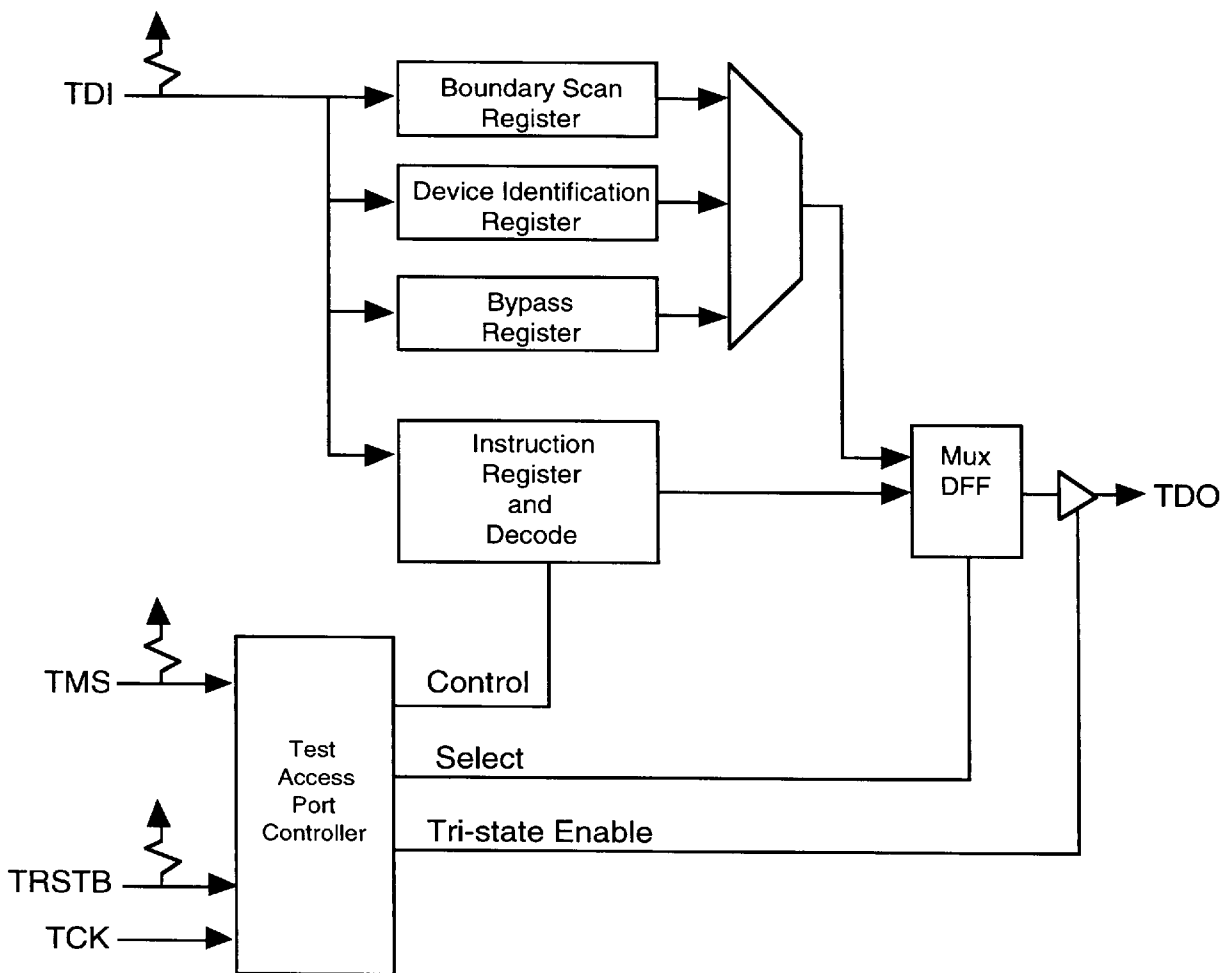 TDI
Boundary Scan
Register
Device Identification
Register
Bypass
Register
Instruction
Register
and
Decode
Mux
DFF
TDO
TMS
Control
Test
Access
Port
Controller
Select
Tri-state Enable
TRSTB
TCK